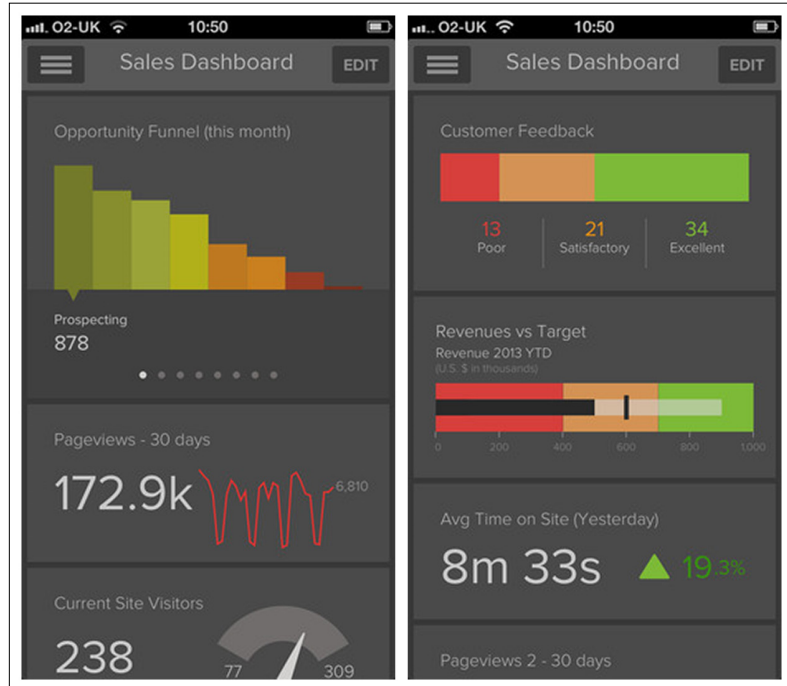 O2-UK
10:50
Sales Dashboard
EDIT
Opportunity Funnel (this month)
Prospecting
878
Pageviews - 30 days
172.9k
6,810
Current Site Visitors
238
77
309
O2-UK
10:50
Sales Dashboard
EDIT
Customer Feedback
13
21
34
Poor
Satisfactory
Excellent
Revenues vs Target
Revenue 2013 YTD
(U.S. $ in thousands)
0 200 400 600 800 1,000
Avg Time on Site (Yesterday)
8m 33s
19.3%
Pageviews 2 - 30 days